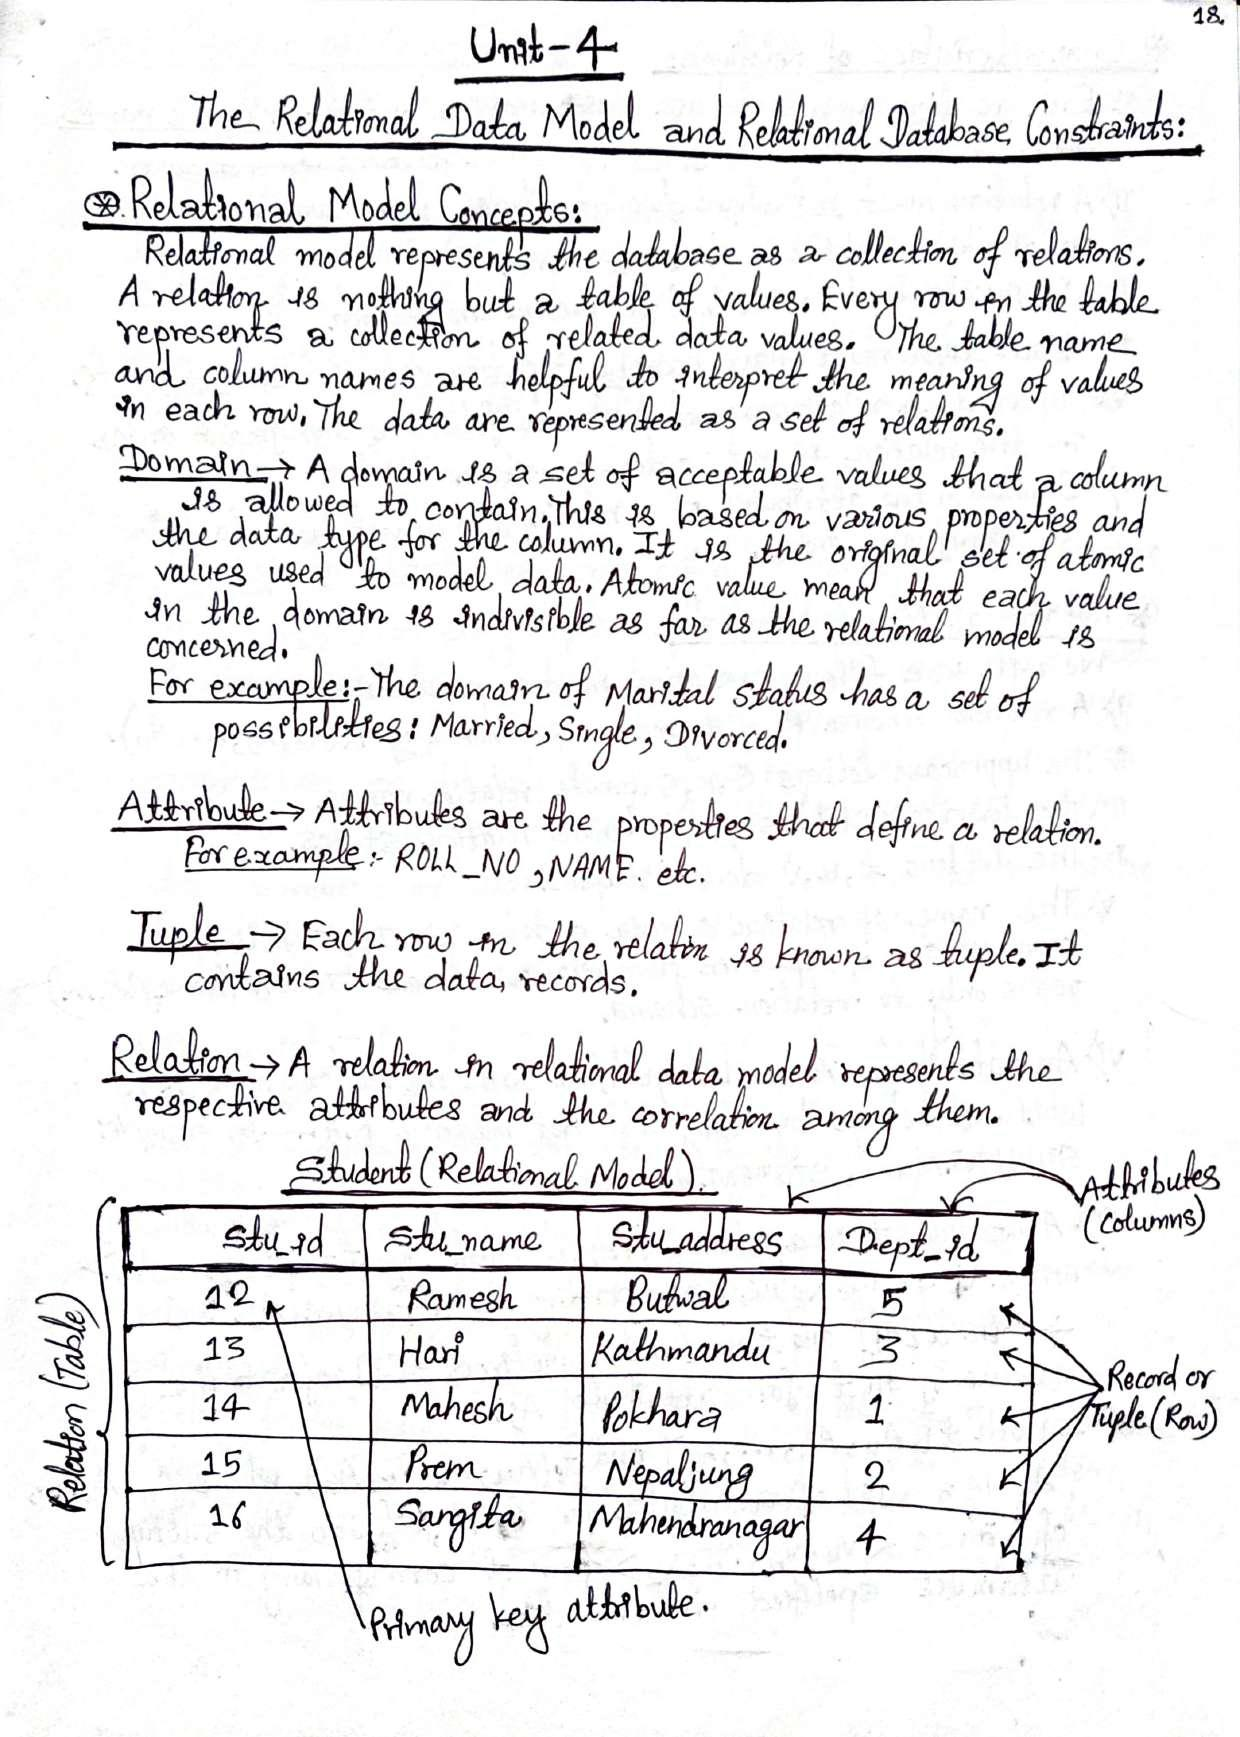 18.
Unit-4
The Relational Data Model and Relational Database Constraints:
⊛. Relational Model Concepts:
Relational model represents the database as a collection of relations.
A relation is nothing but a table of values. Every row in the table
represents a collection of related data values. The table name
and column names are helpful to interpret the meaning of values
in each row. The data are represented as a set of relations.
Domain → A domain is a set of acceptable values that a column
is allowed to contain. This is based on various properties and
the data type for the column. It is the original set of atomic
values used to model data. Atomic value mean that each value
in the domain is indivisible as far as the relational model is
concerned.
For example:- The domain of Marital Status has a set of
possibilities: Married, Single, Divorced.
Attribute → Attributes are the properties that define a relation.
For example:- ROLL_NO, NAME. etc.
Tuple → Each row in the relation is known as tuple. It
contains the data records.
Relation → A relation in relational data model represents the
respective attributes and the correlation among them.
Student (Relational Model).
Attributes
(Columns)
Stu_id Stu_name Stu_address Dept_id
12 Ramesh Butwal 5
13 Hari Kathmandu 3
14 Mahesh Pokhara 1
15 Prem Nepaljung 2
16 Sangita Mahendranagar 4
Relation (Table)
Record or
Tuple (Row)
Primary key attribute.